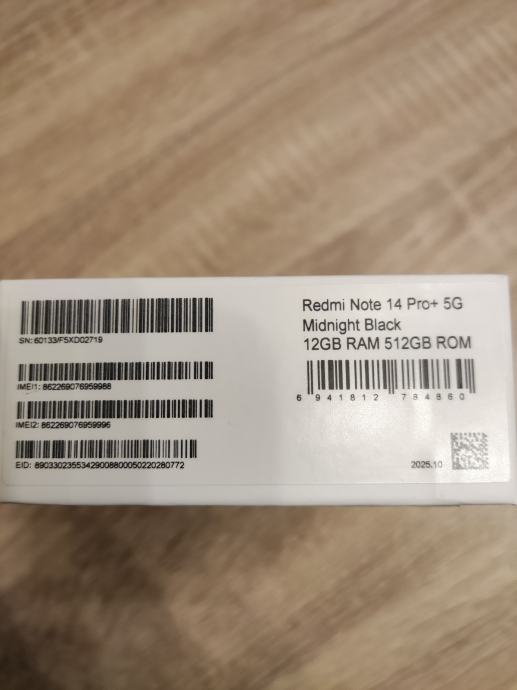 Redmi Note 14 Pro+ 5G
Midnight Black
12GB RAM 512GB ROM
6 941812 784860
SN: 60133/F5XD02719
IMEI1: 862269076959988
IMEI2: 862269076959996
EID: 89033023553429008800050220280772
2025.10